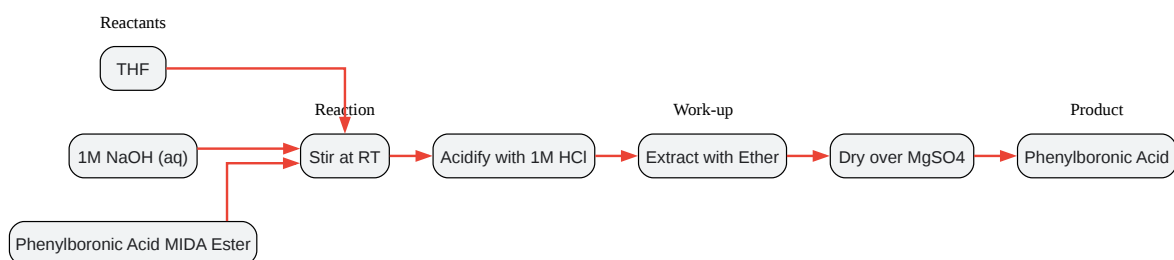 Reactants
THF
Reaction
Work-up
Product
1M NaOH (aq)
Stir at RT
Acidify with 1M HCl
Extract with Ether
Dry over MgSO4
Phenylboronic Acid
Phenylboronic Acid MIDA Ester